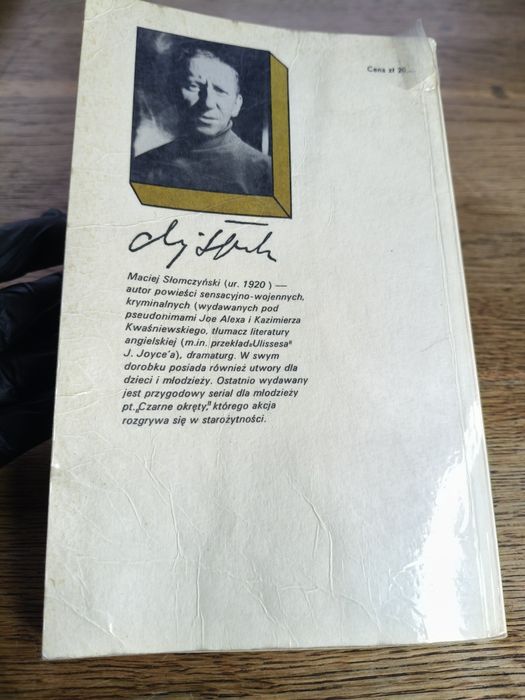 Cena zł 20.—
Maciej Słomczyński (ur. 1920 ) —
autor powieści sensacyjno-wojennych,
kryminalnych (wydawanych pod
pseudonimami Joe Alexa i Kazimierza
Kwaśniewskiego, tłumacz literatury
angielskiej (m.in. przekład „Ulissesa"
J. Joyce'a), dramaturg. W swym
dorobku posiada również utwory dla
dzieci i młodzieży. Ostatnio wydawany
jest przygodowy serial dla młodzieży
pt. „Czarne okręty," którego akcja
rozgrywa się w starożytności.